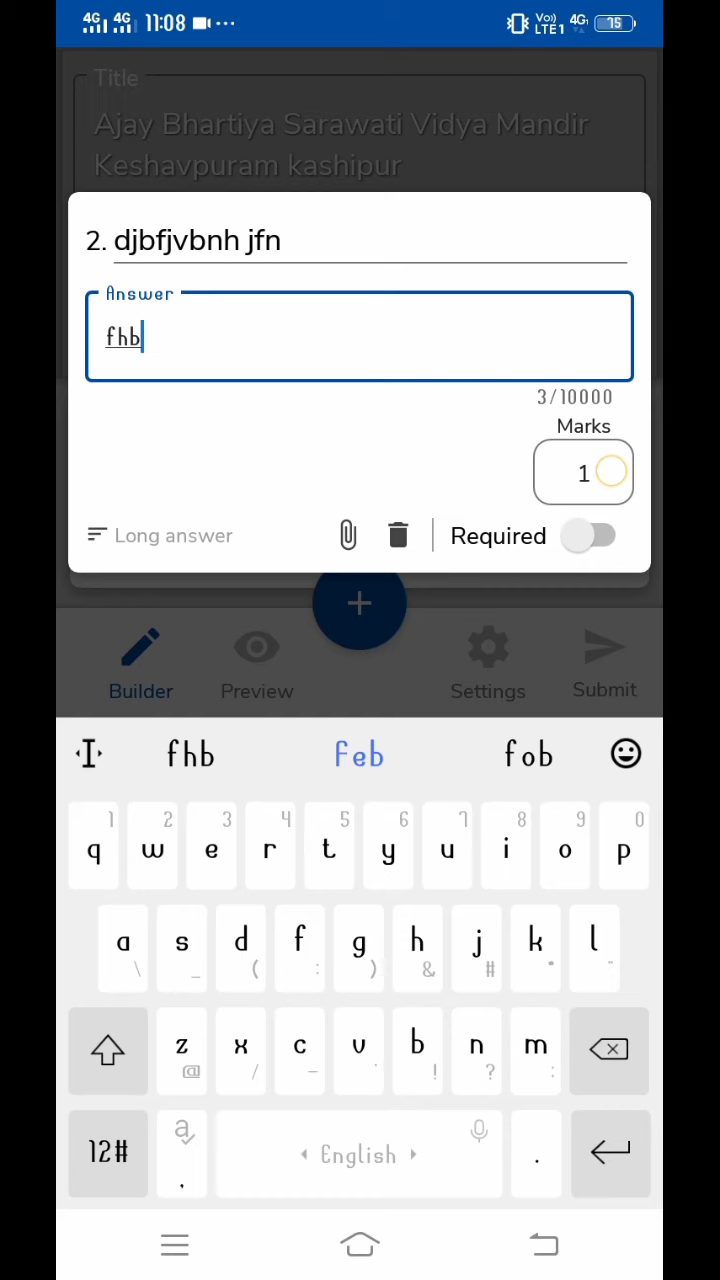 4G 4G 11:08 ... Vo)) LTE1 4G 75
Title
Ajay Bhartiya Sarawati Vidya Mandir
Keshavpuram kashipur
2. djbfjvbnh jfn
Answer
fhb
3/10000
Marks
1
Long answer Required
+
Builder Preview Settings Submit
fhb Feb fob
1 2 3 4 5 6 7 8 9 0
q w e r t y u i o p
a s d f g h j k l
\ _ ( : ) & # * "
z x c v b n m
@ / - ' ! ? :
12# a , English .